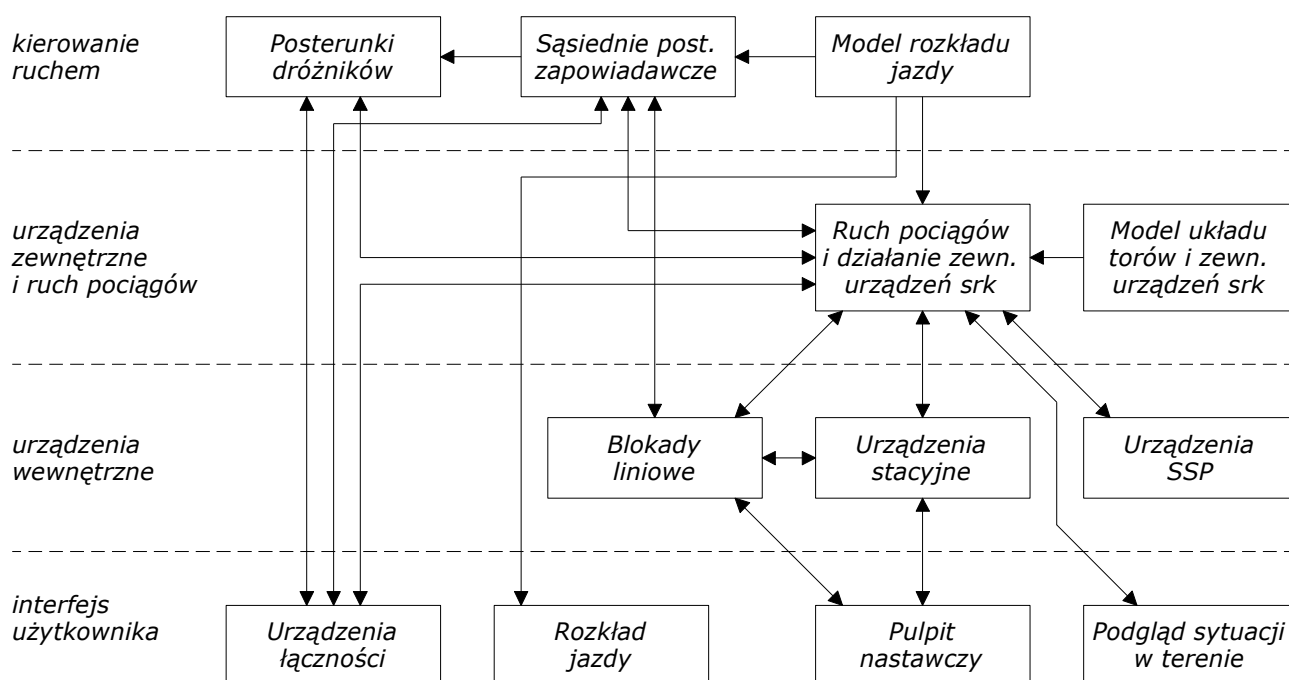 kierowanie
ruchem
Posterunki
dróżników
Sąsiednie post.
zapowiadawcze
Model rozkładu
jazdy
urządzenia
zewnętrzne
i ruch pociągów
Ruch pociągów
i działanie zewn.
urządzeń srk
Model układu
torów i zewn.
urządzeń srk
urządzenia
wewnętrzne
Blokady
liniowe
Urządzenia
stacyjne
Urządzenia
SSP
interfejs
użytkownika
Urządzenia
łączności
Rozkład
jazdy
Pulpit
nastawczy
Podgląd sytuacji
w terenie